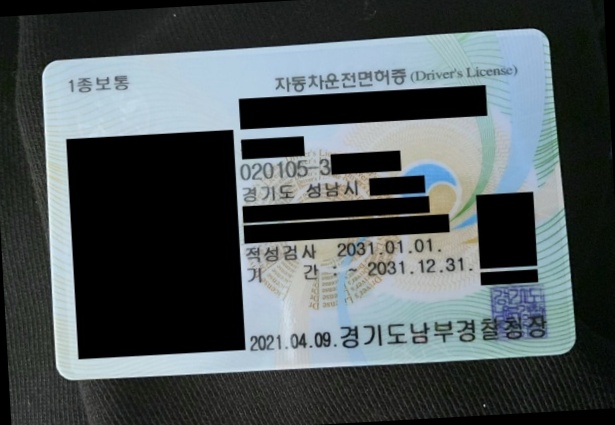 1종보통
자동차운전면허증 (Driver's License)
020105-3
경기도 성남시
적성검사 2031.01.01.
기 간 : ~ 2031.12.31.
2021.04.09. 경기도남부경찰청장